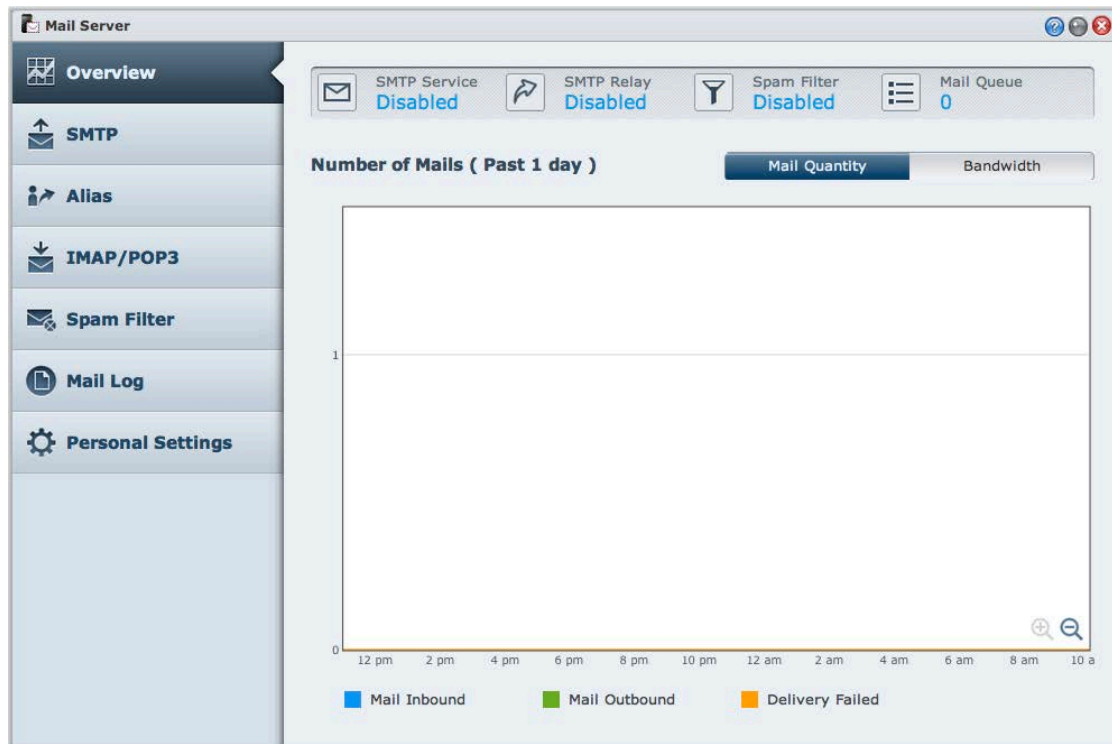 Mail Server
Overview
SMTP
Alias
IMAP/POP3
Spam Filter
Mail Log
Personal Settings
SMTP Service
Disabled
SMTP Relay
Disabled
Spam Filter
Disabled
Mail Queue
0
Number of Mails ( Past 1 day )
Mail Quantity
Bandwidth
1
0
12 pm 2 pm 4 pm 6 pm 8 pm 10 pm 12 am 2 am 4 am 6 am 8 am 10 a
Mail Inbound
Mail Outbound
Delivery Failed